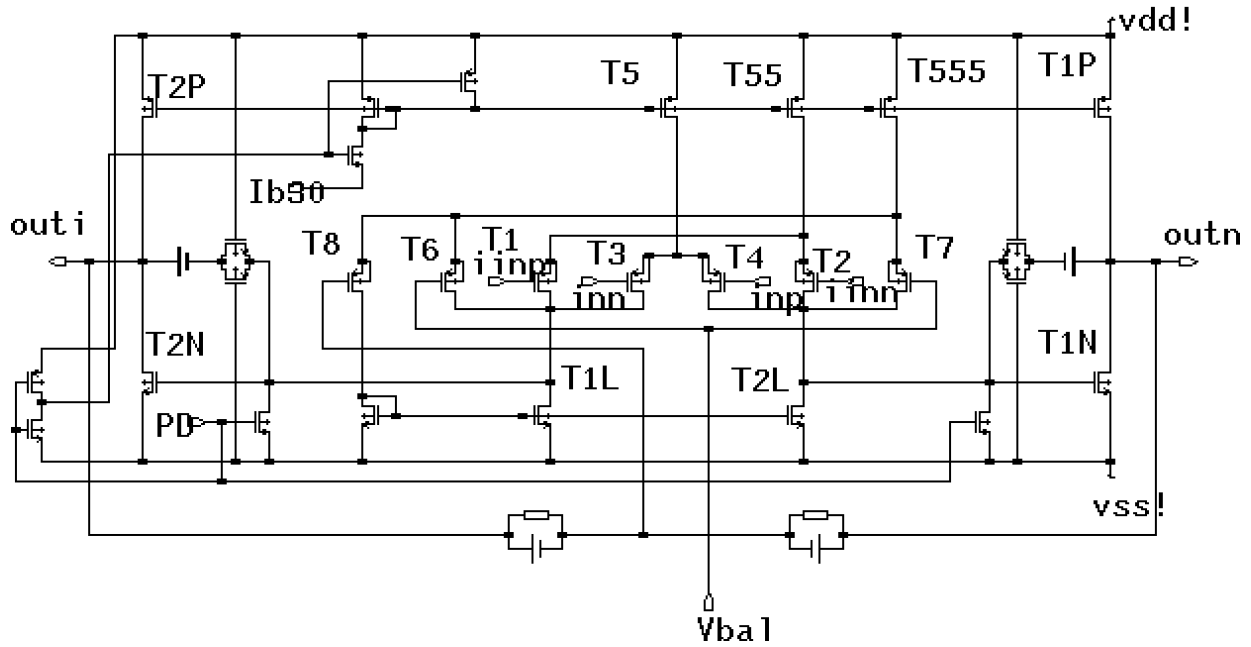 vdd!
T2P
T5
T55
T555
T1P
outi
T8
T6
T1
iinp
T3
inn
T4
inp
T2
iinn
T7
outn
T2N
T1L
T2L
T1N
PD
vss!
Vbal